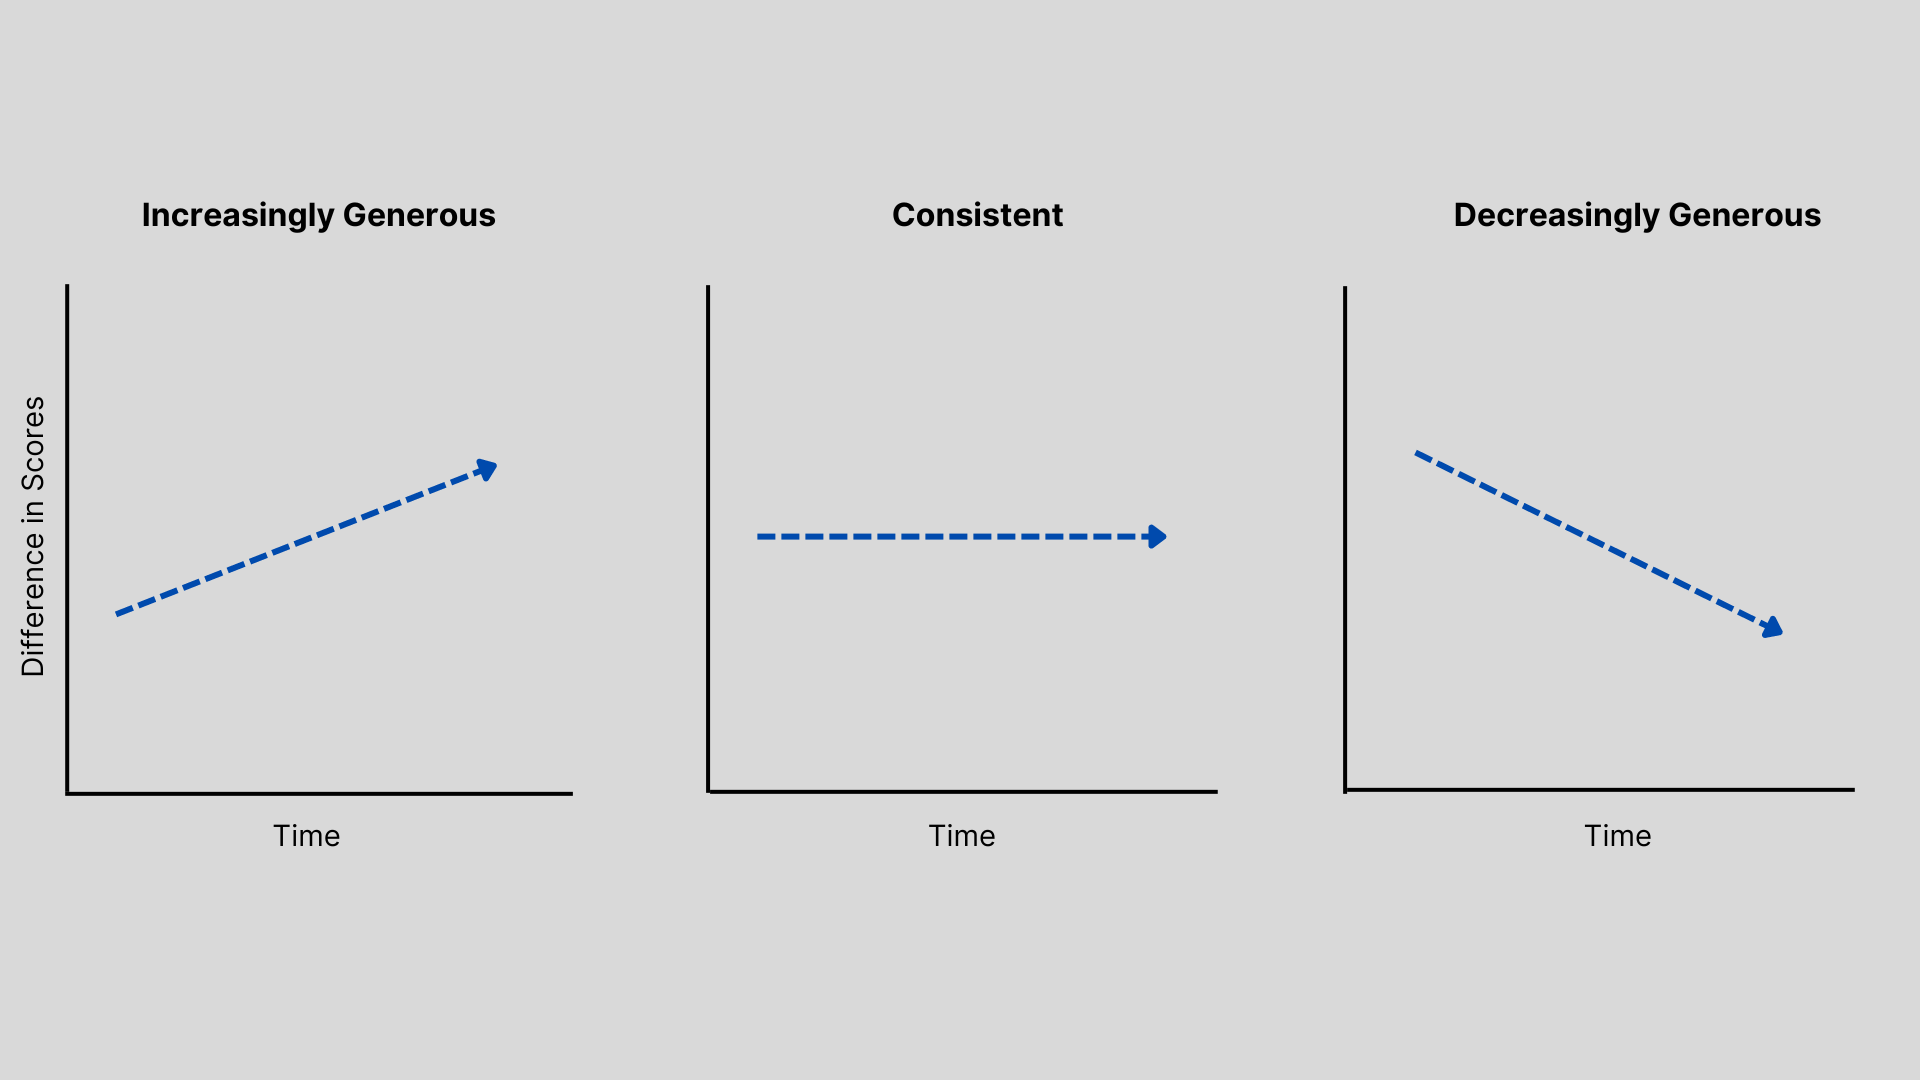 Increasingly Generous
Consistent
Decreasingly Generous
Difference in Scores
Time
Time
Time